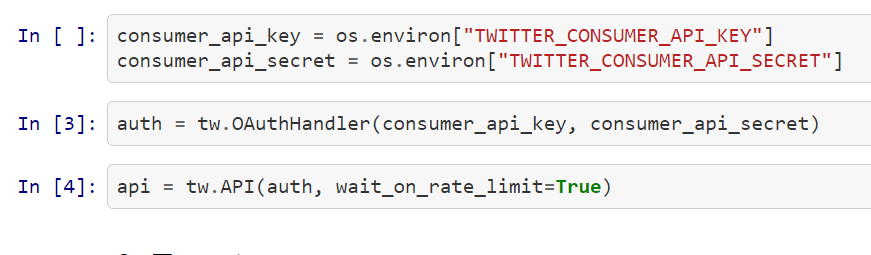 In [ ]: consumer_api_key = os.environ["TWITTER_CONSUMER_API_KEY"]
consumer_api_secret = os.environ["TWITTER_CONSUMER_API_SECRET"]
In [3]: auth = tw.OAuthHandler(consumer_api_key, consumer_api_secret)
In [4]: api = tw.API(auth, wait_on_rate_limit=True)